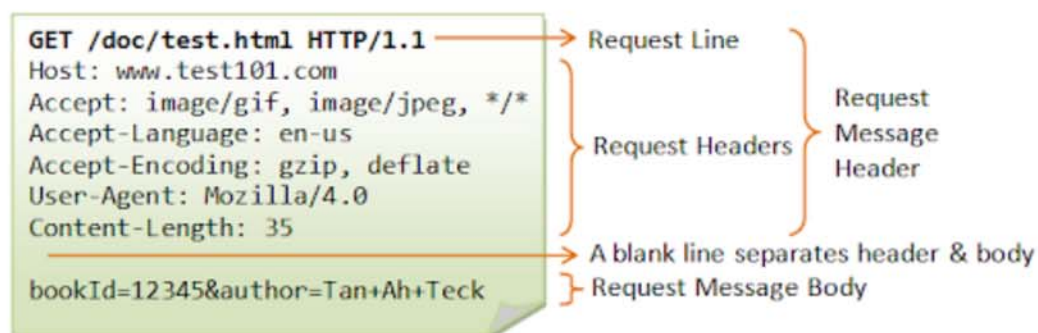 GET /doc/test.html HTTP/1.1
Request Line
Host: www.test101.com
Accept: image/gif, image/jpeg, */*
Accept-Language: en-us
Accept-Encoding: gzip, deflate
User-Agent: Mozilla/4.0
Content-Length: 35
Request Headers
Request
Message
Header
A blank line separates header & body
bookId=12345&author=Tan+Ah+Teck
Request Message Body